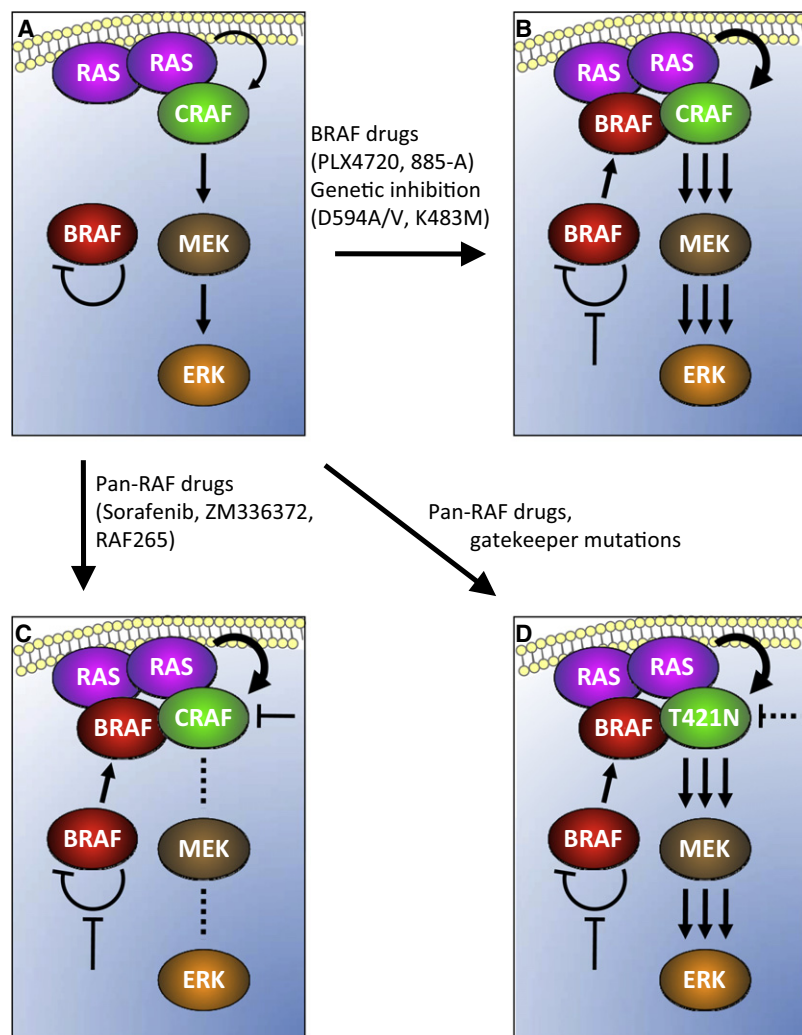 A
RAS
RAS
CRAF
BRAF
MEK
ERK
BRAF drugs
(PLX4720, 885-A)
Genetic inhibition
(D594A/V, K483M)
B
RAS
RAS
BRAF
CRAF
BRAF
MEK
ERK
Pan-RAF drugs
(Sorafenib, ZM336372,
RAF265)
Pan-RAF drugs,
gatekeeper mutations
C
RAS
RAS
BRAF
CRAF
BRAF
MEK
ERK
D
RAS
RAS
BRAF
T421N
BRAF
MEK
ERK